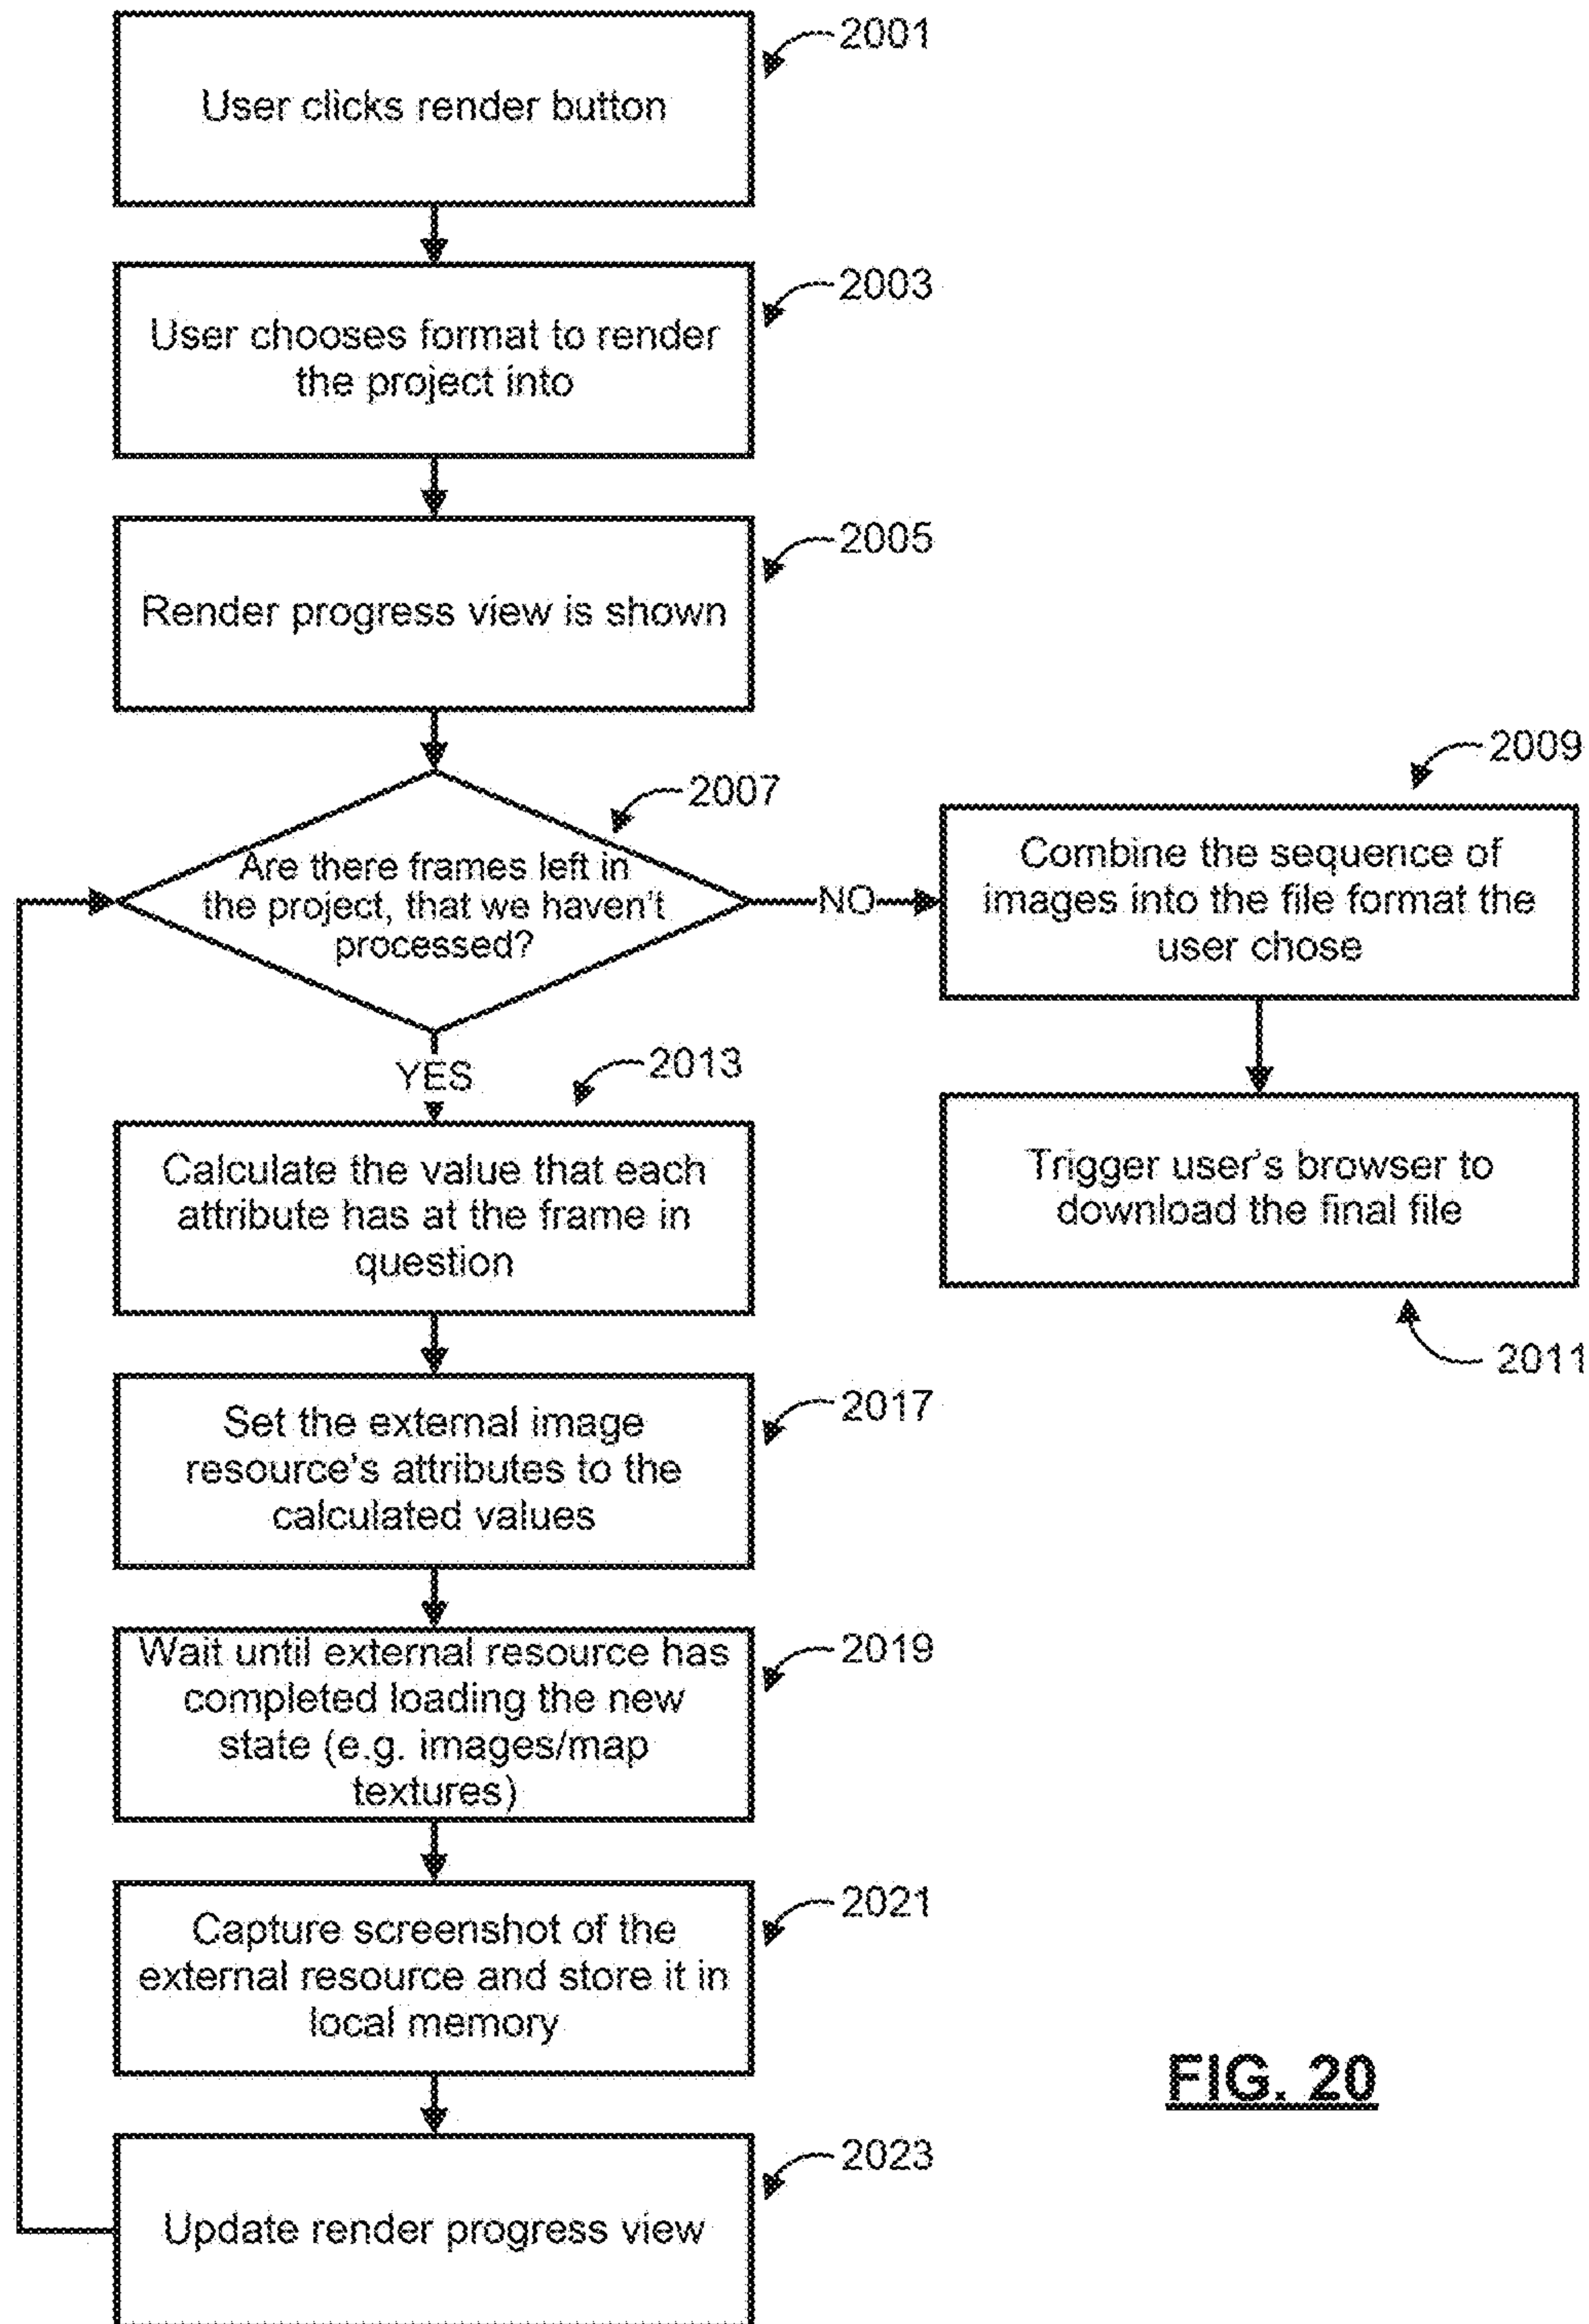 2001
User clicks render button
2003
User chooses format to render
the project into
2005
Render progress view is shown
2007
Are there frames left in
the project, that we haven't
processed?
NO
2009
Combine the sequence of
images into the file format the
user chose
YES
2013
Calculate the value that each
attribute has at the frame in
question
Trigger user's browser to
download the final file
2011
2017
Set the external image
resource's attributes to the
calculated values
2019
Wait until external resource has
completed loading the new
state (e.g. images/map
textures)
2021
Capture screenshot of the
external resource and store it in
local memory
FIG. 20
2023
Update render progress view